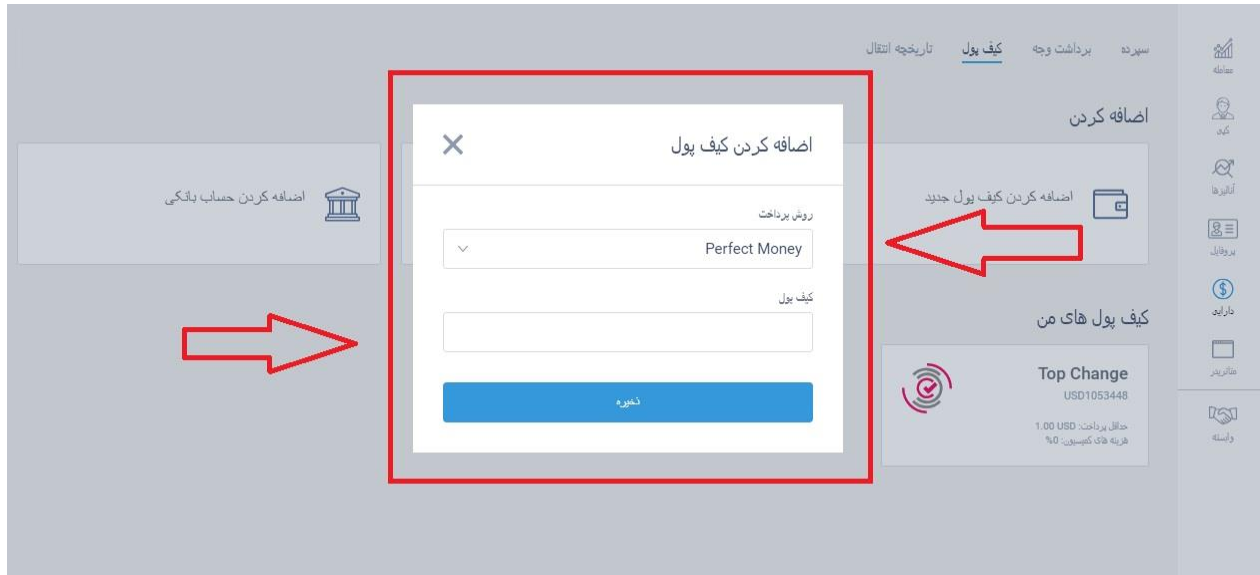 سپرده برداشت وجه کیف پول تاریخچه انتقال
معامله
کپی
آنالیزها
پروفایل
دارایی
متاتریدر
وابسته
اضافه کردن
اضافه کردن کیف پول جدید
اضافه کردن حساب بانکی
اضافه کردن کیف پول
روش پرداخت
Perfect Money
کیف پول
ذخیره
کیف پول های من
Top Change
USD1053448
حداقل پرداخت: 1.00 USD
هزینه های کمیسیون: 0%